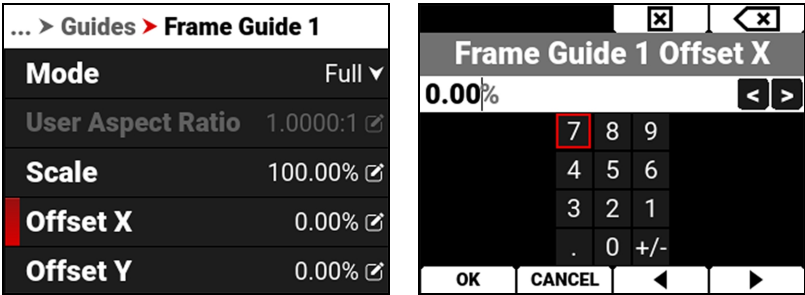 ... > Guides > Frame Guide 1
Mode Full
User Aspect Ratio 1.0000:1
Scale 100.00%
Offset X 0.00%
Offset Y 0.00%
Frame Guide 1 Offset X
0.00% < >
7 8 9
4 5 6
3 2 1
. 0 +/-
OK CANCEL